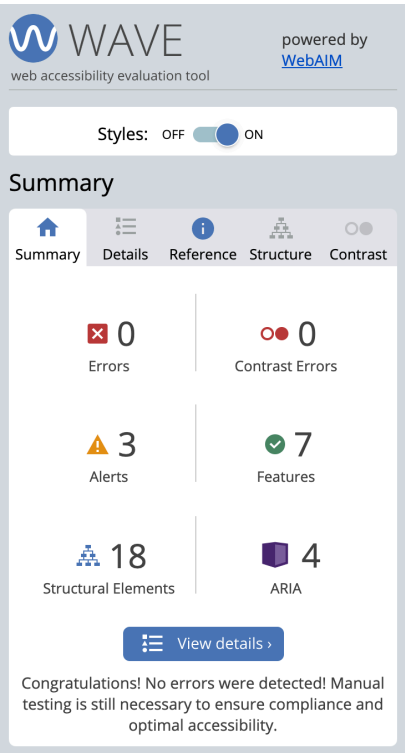 WAVE
web accessibility evaluation tool
powered by
WebAIM
Styles: OFF ON
Summary
Summary Details Reference Structure Contrast
0
Errors
0
Contrast Errors
3
Alerts
7
Features
18
Structural Elements
4
ARIA
View details ›
Congratulations! No errors were detected! Manual
testing is still necessary to ensure compliance and
optimal accessibility.